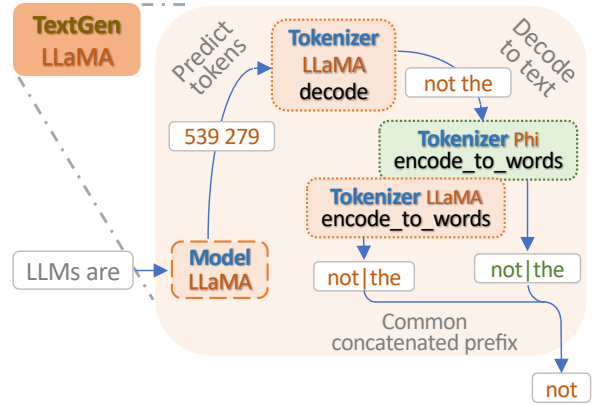 TextGen
LLaMA
Predict
tokens
Tokenizer
LLaMA
decode
Decode
to text
not the
539 279
Tokenizer Phi
encode_to_words
Tokenizer LLaMA
encode_to_words
LLMs are
Model
LLaMA
not|the
not|the
Common
concatenated prefix
not